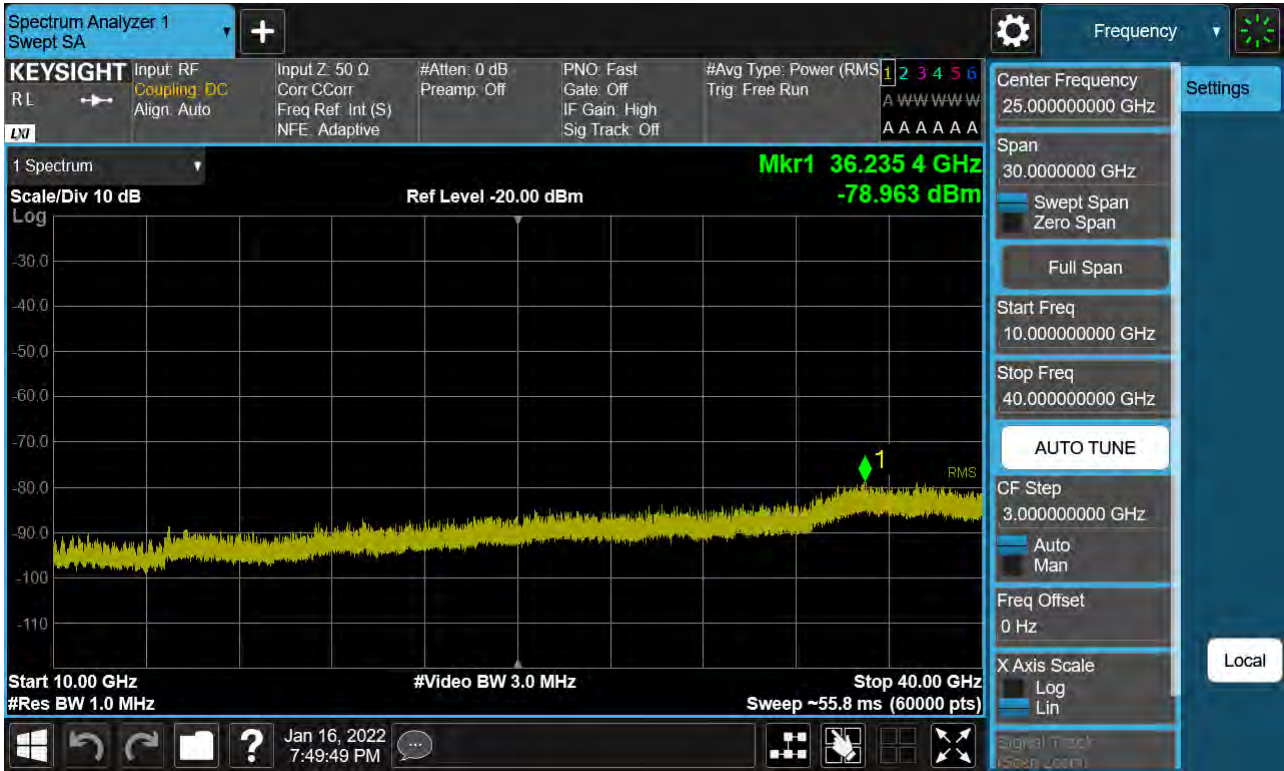 Spectrum Analyzer 1
Swept SA
Frequency
KEYSIGHT
R L
LXI
Input: RF
Coupling: DC
Align: Auto
Input Z: 50 Ω
Corr CCorr
Freq Ref: Int (S)
NFE: Adaptive
#Atten: 0 dB
Preamp: Off
PNO: Fast
Gate: Off
IF Gain: High
Sig Track: Off
#Avg Type: Power (RMS
Trig: Free Run
1 2 3 4 5 6
A W W W W W
A A A A A A
1 Spectrum
Scale/Div 10 dB
Ref Level -20.00 dBm
Mkr1 36.235 4 GHz
-78.963 dBm
Log
-30.0
-40.0
-50.0
-60.0
-70.0
-80.0
-90.0
-100
-110
1
RMS
Start 10.00 GHz
#Res BW 1.0 MHz
#Video BW 3.0 MHz
Stop 40.00 GHz
Sweep ~55.8 ms (60000 pts)
Jan 16, 2022
7:49:49 PM
Center Frequency
25.000000000 GHz
Span
30.0000000 GHz
Swept Span
Zero Span
Full Span
Start Freq
10.000000000 GHz
Stop Freq
40.000000000 GHz
AUTO TUNE
CF Step
3.000000000 GHz
Auto
Man
Freq Offset
0 Hz
X Axis Scale
Log
Lin
Signal Track
(Span Zoom)
Settings
Local